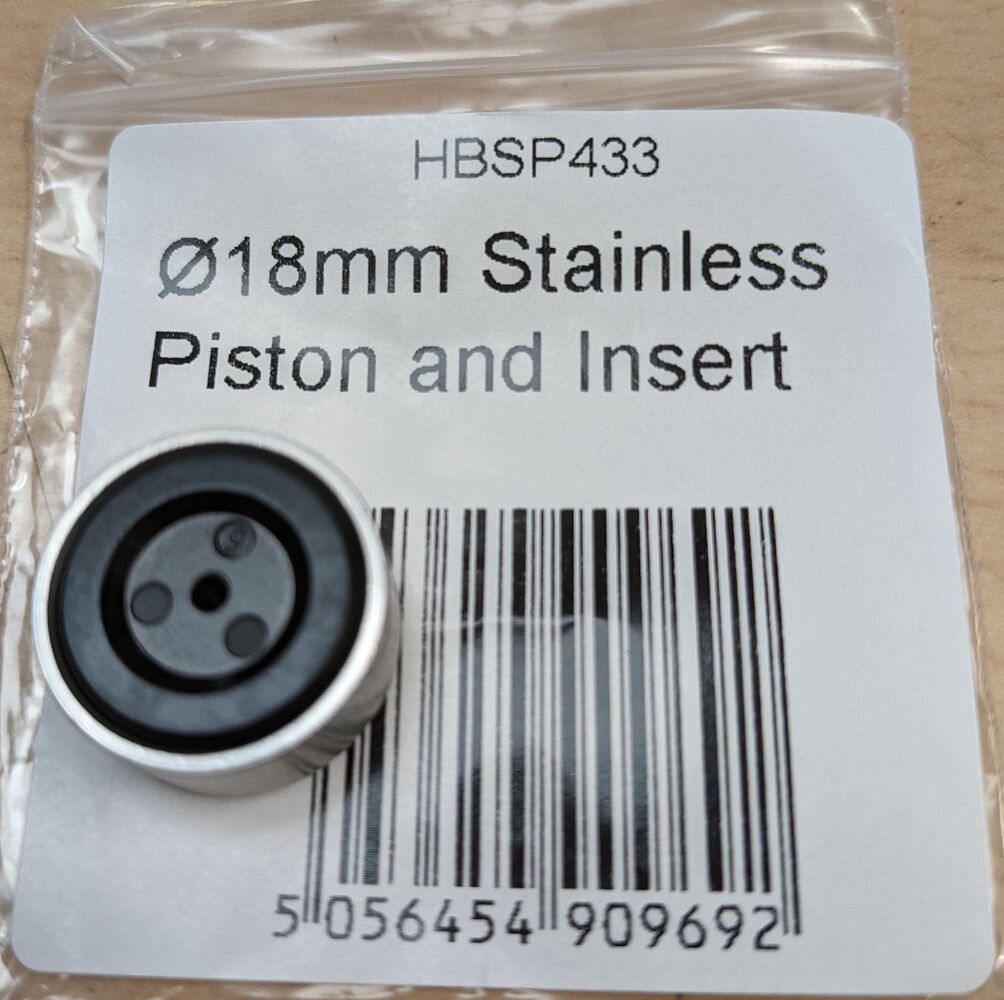 HBSP433
Ø18mm Stainless
Piston and Insert
5 056454 909692